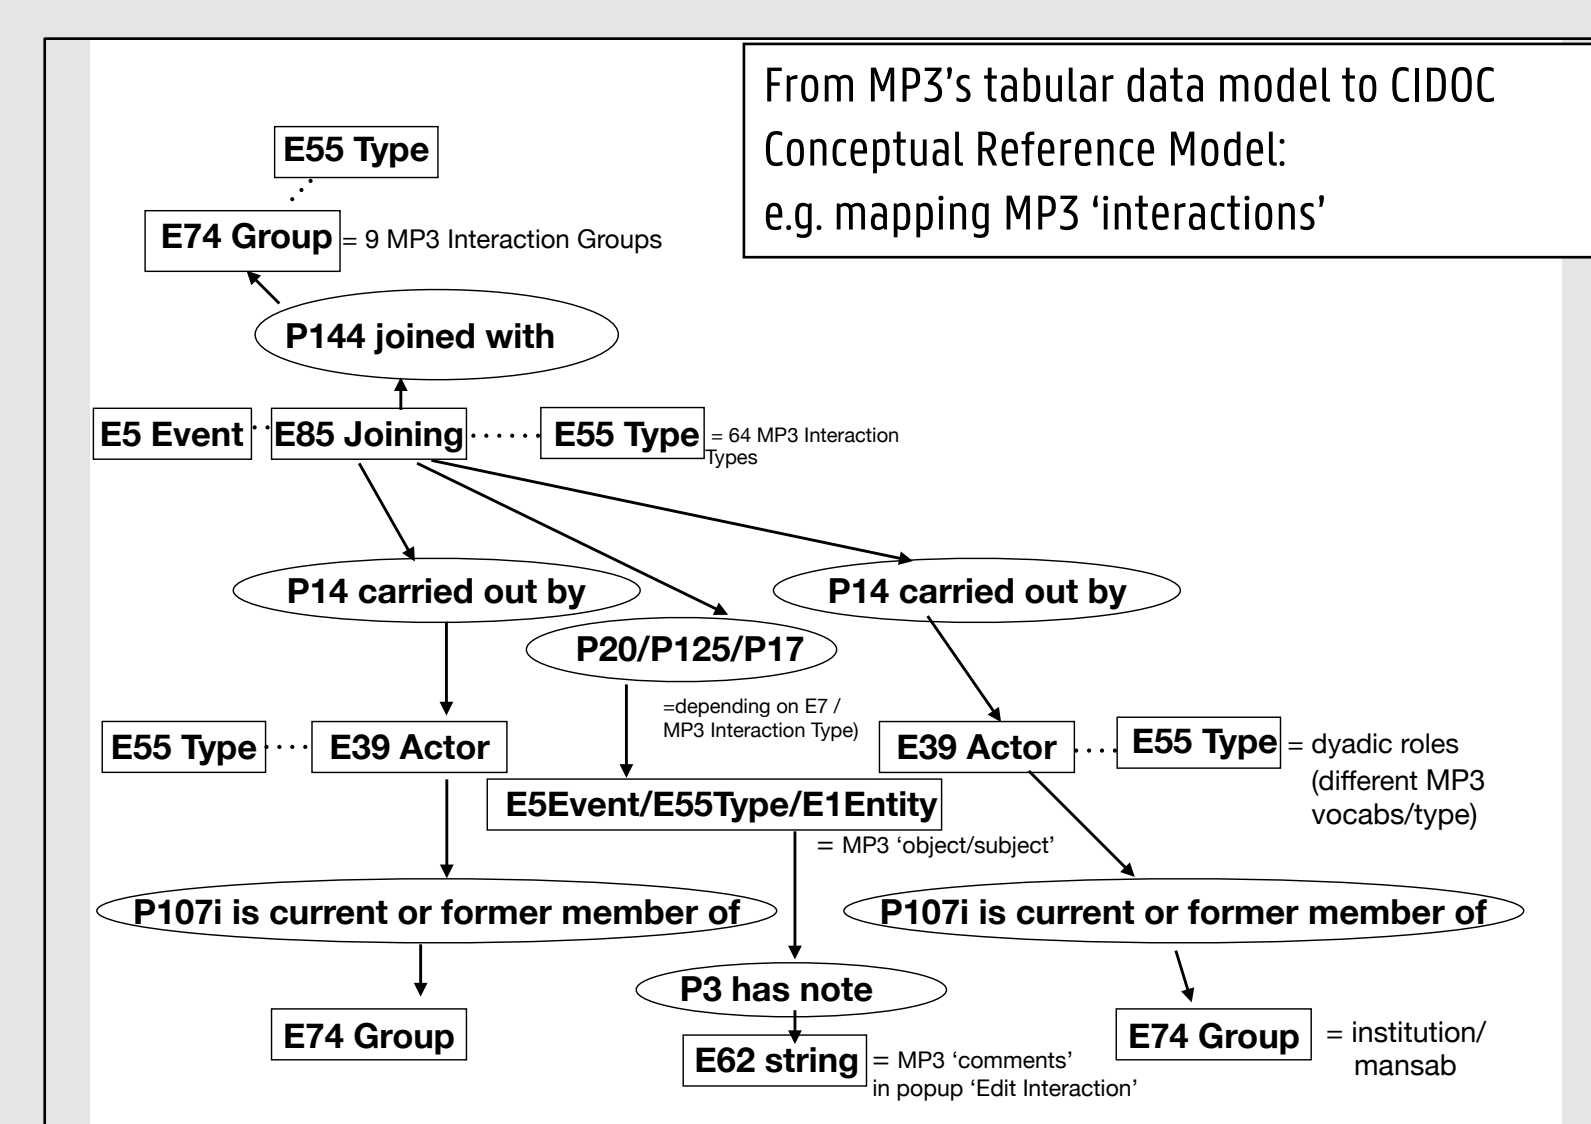 From MP3’s tabular data model to CIDOC
Conceptual Reference Model:
e.g. mapping MP3 ‘interactions’
E55 Type
E74 Group = 9 MP3 Interaction Groups
P144 joined with
E5 Event E85 Joining E55 Type = 64 MP3 Interaction
Types
P14 carried out by P14 carried out by
P20/P125/P17
=depending on E7 /
MP3 Interaction Type)
E55 Type E39 Actor E39 Actor E55 Type = dyadic roles
(different MP3
vocabs/type)
E5Event/E55Type/E1Entity
= MP3 ‘object/subject’
P107i is current or former member of P107i is current or former member of
P3 has note
E74 Group E74 Group = institution/
mansab
E62 string = MP3 ‘comments’
in popup ‘Edit Interaction’